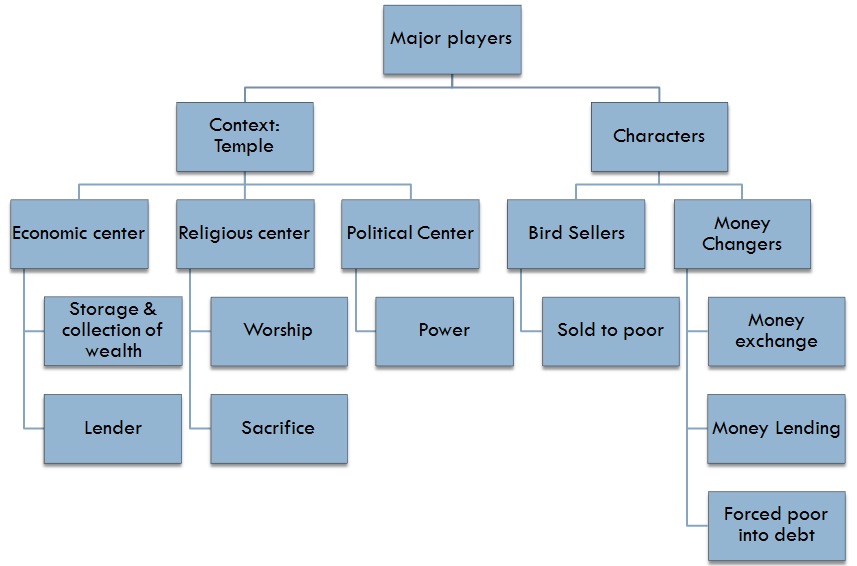 Major players
Context:
Temple
Characters
Economic center
Religious center
Political Center
Bird Sellers
Money
Changers
Storage &
collection of
wealth
Worship
Power
Sold to poor
Money
exchange
Lender
Sacrifice
Money Lending
Forced poor
into debt